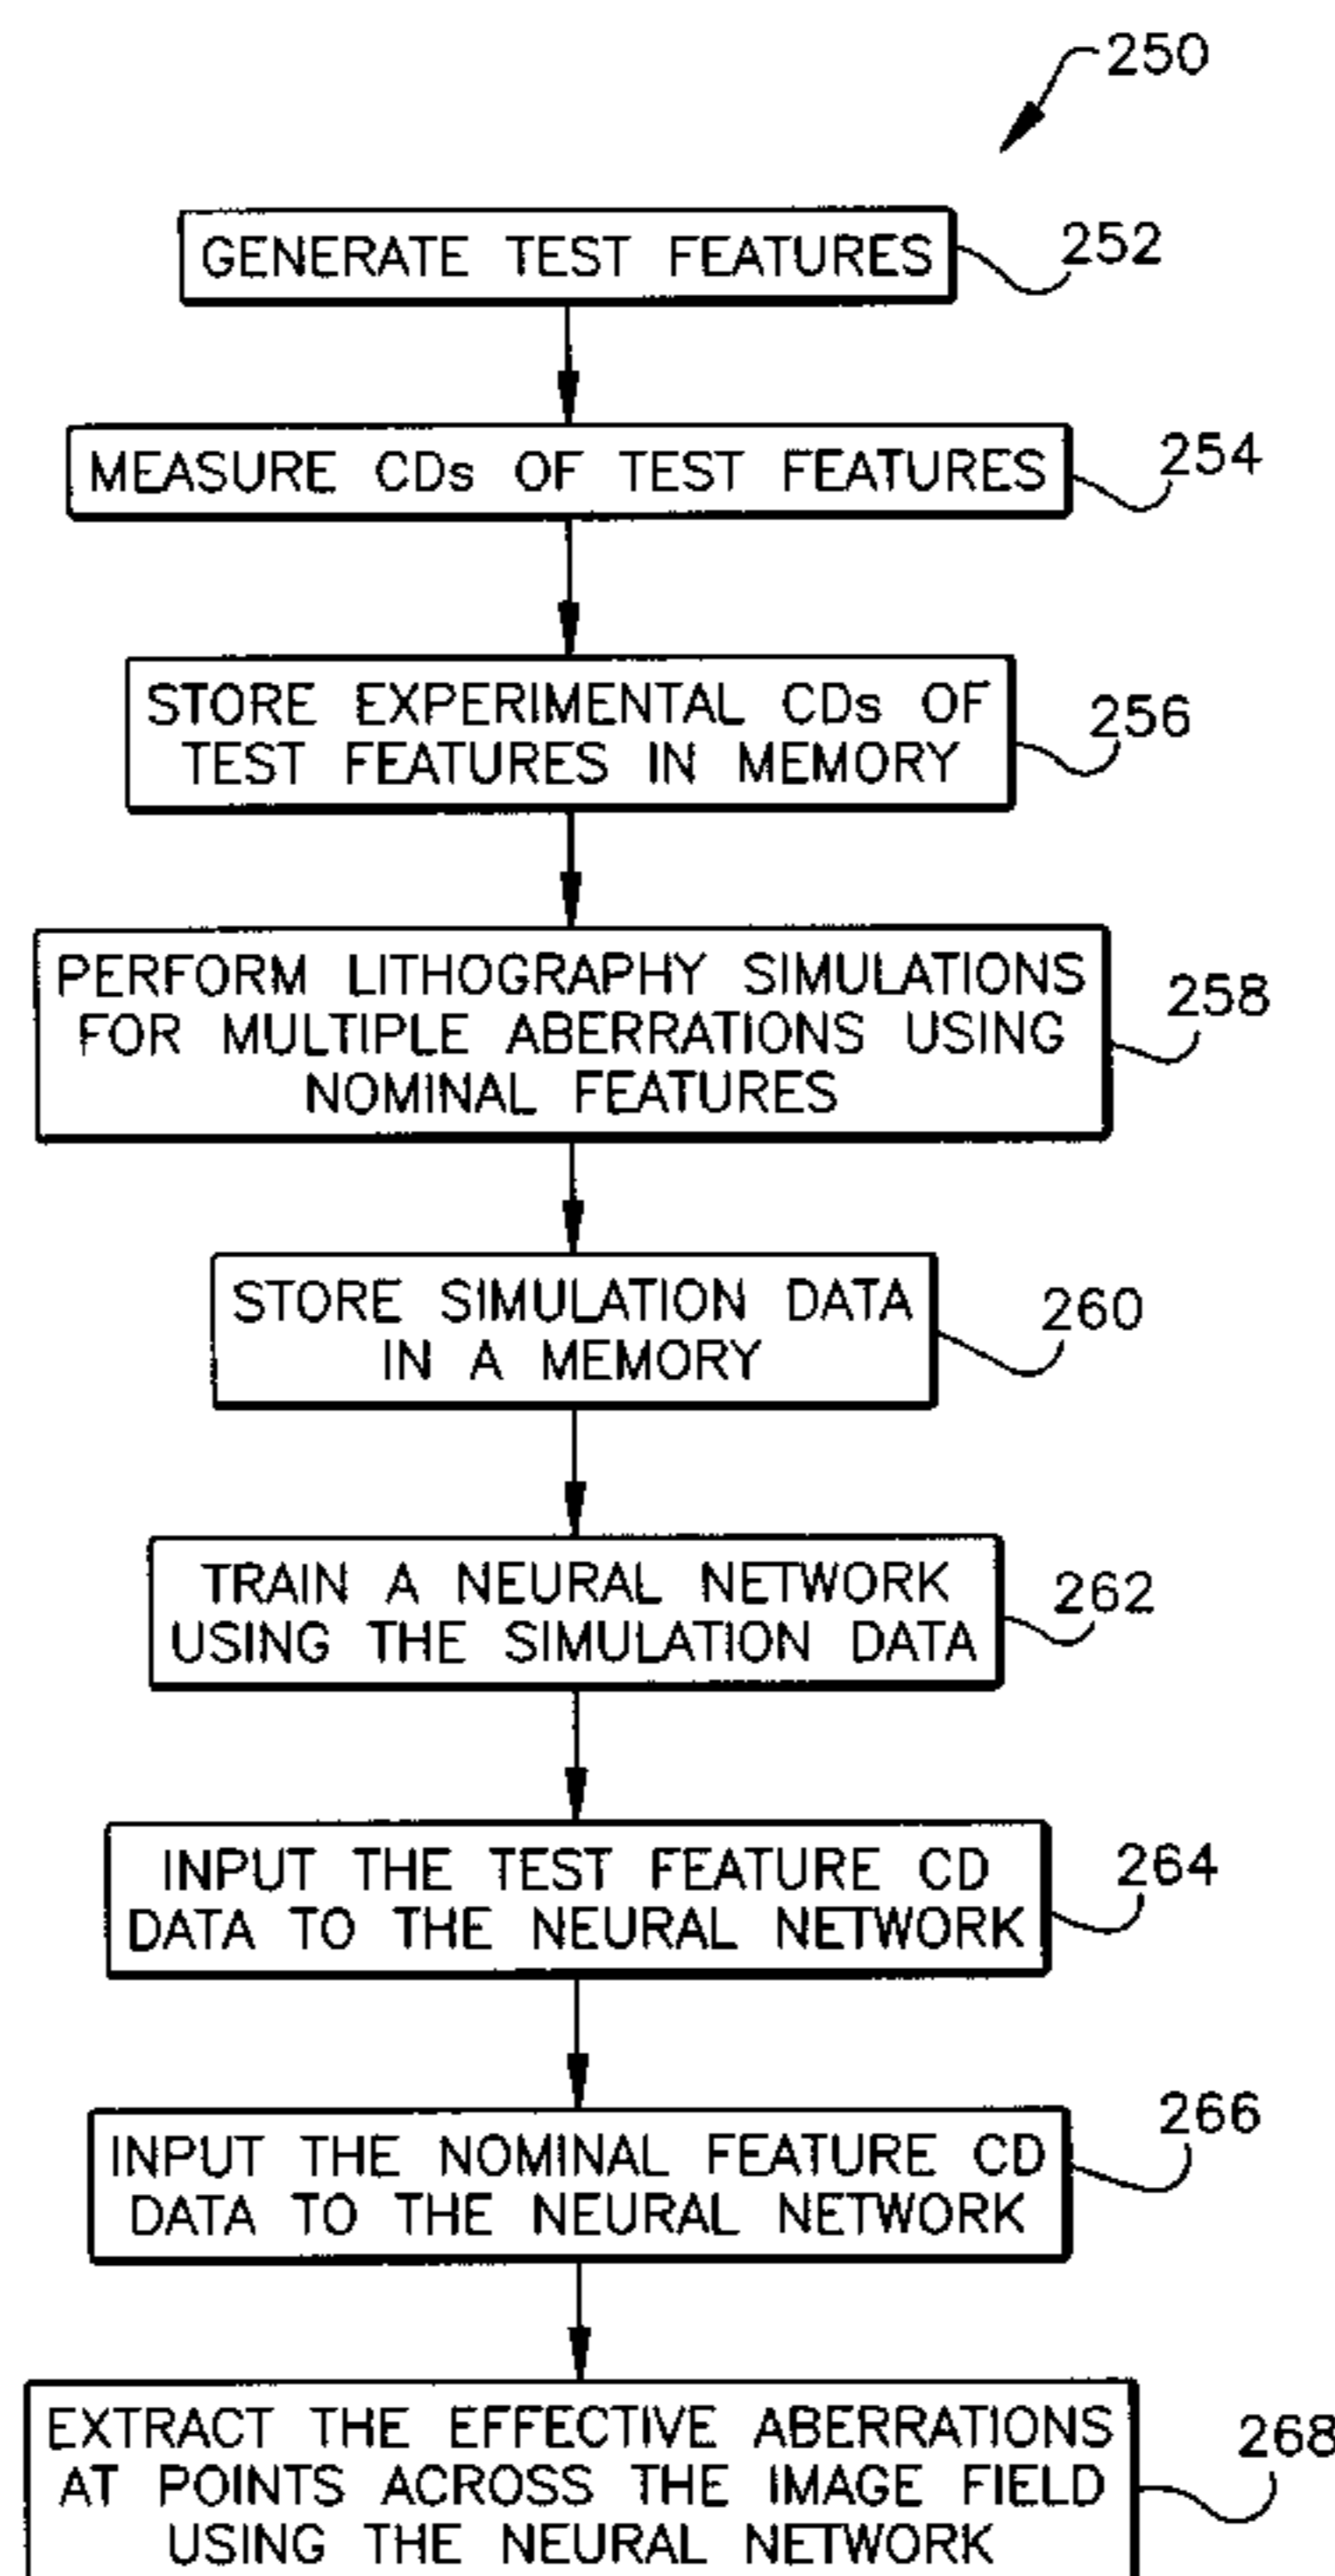 250
GENERATE TEST FEATURES
252
MEASURE CDs OF TEST FEATURES
254
STORE EXPERIMENTAL CDs OF
TEST FEATURES IN MEMORY
256
PERFORM LITHOGRAPHY SIMULATIONS
FOR MULTIPLE ABERRATIONS USING
NOMINAL FEATURES
258
STORE SIMULATION DATA
IN A MEMORY
260
TRAIN A NEURAL NETWORK
USING THE SIMULATION DATA
262
INPUT THE TEST FEATURE CD
DATA TO THE NEURAL NETWORK
264
INPUT THE NOMINAL FEATURE CD
DATA TO THE NEURAL NETWORK
266
EXTRACT THE EFFECTIVE ABERRATIONS
AT POINTS ACROSS THE IMAGE FIELD
USING THE NEURAL NETWORK
268